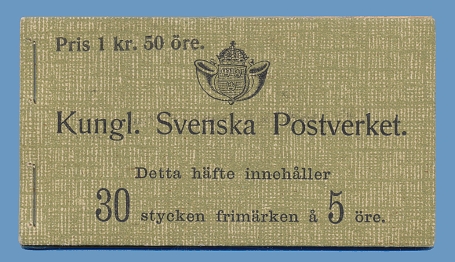 Pris 1 kr. 50 öre.
Kungl. Svenska Postverket.
Detta häfte innehåller
30 stycken frimärken å 5 öre.